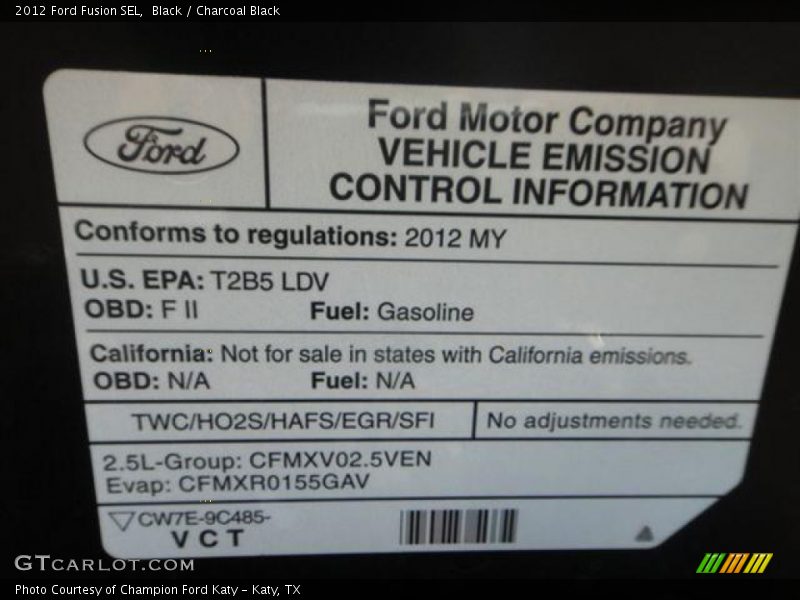 2012 Ford Fusion SEL,  Black / Charcoal Black
Ford
Ford Motor Company
VEHICLE EMISSION
CONTROL INFORMATION
Conforms to regulations: 2012 MY
U.S. EPA: T2B5 LDV
OBD: F II Fuel: Gasoline
California: Not for sale in states with California emissions.
OBD: N/A Fuel: N/A
TWC/HO2S/HAFS/EGR/SFI No adjustments needed.
2.5L-Group: CFMXV02.5VEN
Evap: CFMXR0155GAV
CW7E-9C485-
VCT
GTCARLOT.COM
Photo Courtesy of Champion Ford Katy – Katy, TX